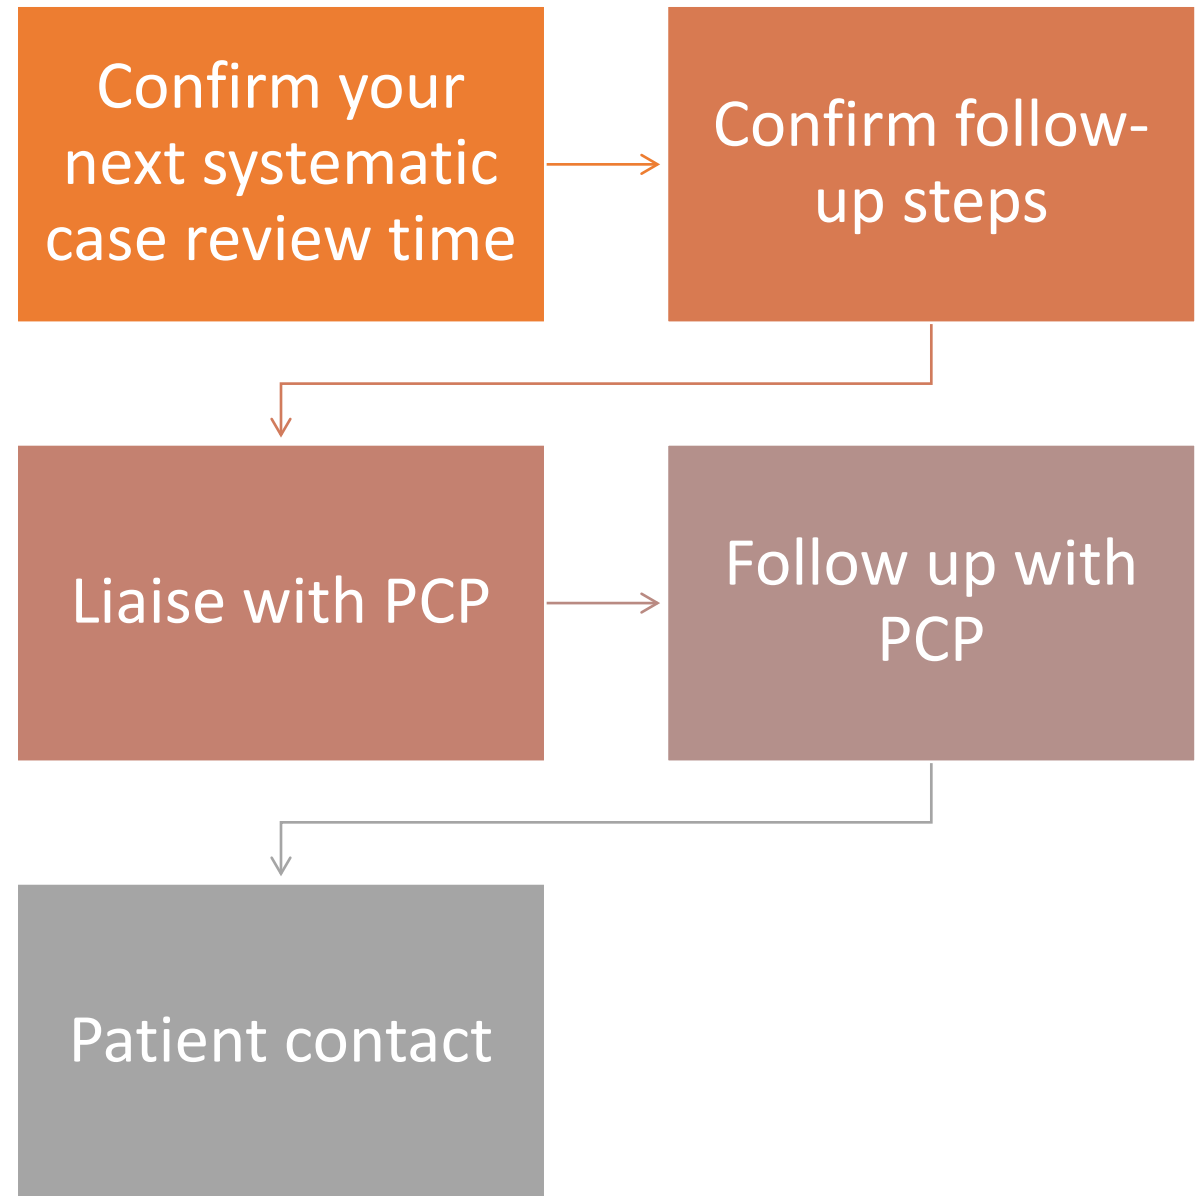 Confirm your
next systematic
case review time
Confirm follow-
up steps
Liaise with PCP
Follow up with
PCP
Patient contact